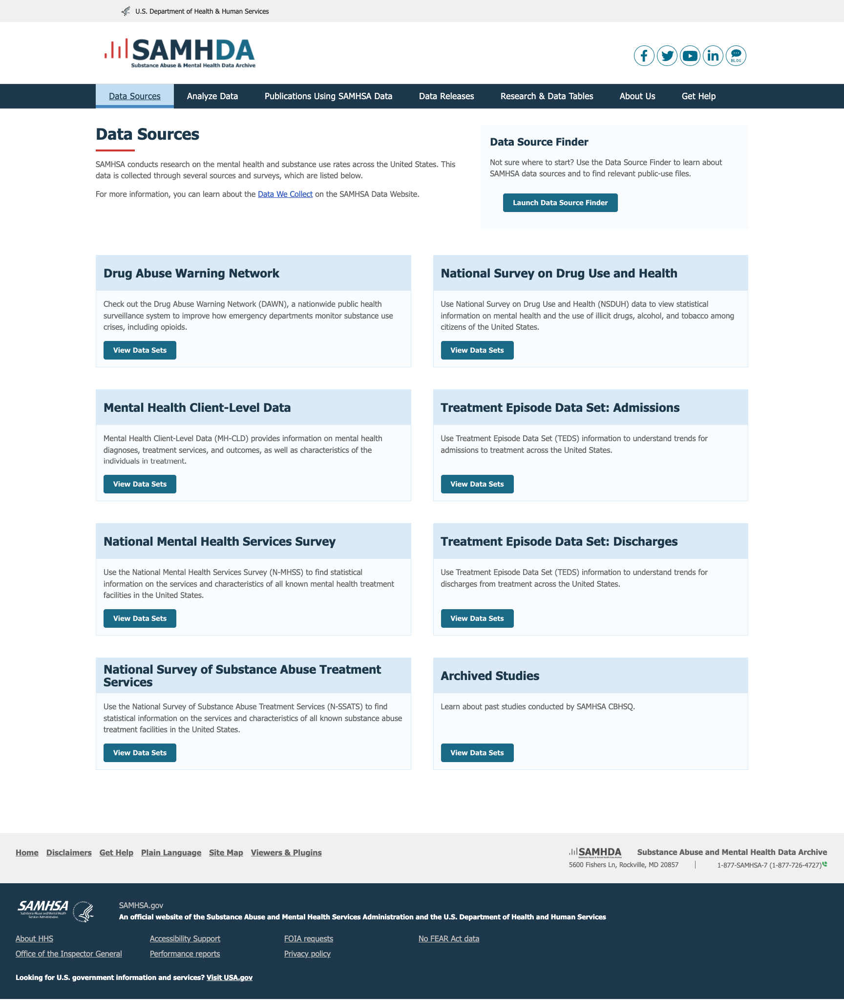 U.S. Department of Health & Human Services
SAMHDA
Substance Abuse & Mental Health Data Archive
BLOG
Data Sources
Analyze Data
Publications Using SAMHSA Data
Data Releases
Research & Data Tables
About Us
Get Help
Data Sources
SAMHSA conducts research on the mental health and substance use rates across the United States. This
data is collected through several sources and surveys, which are listed below.
For more information, you can learn about the Data We Collect on the SAMHSA Data Website.
Data Source Finder
Not sure where to start? Use the Data Source Finder to learn about
SAMHSA data sources and to find relevant public-use files.
Launch Data Source Finder
Drug Abuse Warning Network
Check out the Drug Abuse Warning Network (DAWN), a nationwide public health
surveillance system to improve how emergency departments monitor substance use
crises, including opioids.
View Data Sets
National Survey on Drug Use and Health
Use National Survey on Drug Use and Health (NSDUH) data to view statistical
information on mental health and the use of illicit drugs, alcohol, and tobacco among
citizens of the United States.
View Data Sets
Mental Health Client-Level Data
Mental Health Client-Level Data (MH-CLD) provides information on mental health
diagnoses, treatment services, and outcomes, as well as characteristics of the
individuals in treatment.
View Data Sets
Treatment Episode Data Set: Admissions
Use Treatment Episode Data Set (TEDS) information to understand trends for
admissions to treatment across the United States.
View Data Sets
National Mental Health Services Survey
Use the National Mental Health Services Survey (N-MHSS) to find statistical
information on the services and characteristics of all known mental health treatment
facilities in the United States.
View Data Sets
Treatment Episode Data Set: Discharges
Use Treatment Episode Data Set (TEDS) information to understand trends for
discharges from treatment across the United States.
View Data Sets
National Survey of Substance Abuse Treatment
Services
Use the National Survey of Substance Abuse Treatment Services (N-SSATS) to find
statistical information on the services and characteristics of all known substance abuse
treatment facilities in the United States.
View Data Sets
Archived Studies
Learn about past studies conducted by SAMHSA CBHSQ.
View Data Sets
Home
Disclaimers
Get Help
Plain Language
Site Map
Viewers & Plugins
SAMHDA
Substance Abuse & Mental Health Data Archive
Substance Abuse and Mental Health Data Archive
5600 Fishers Ln, Rockville, MD 20857
1-877-SAMHSA-7 (1-877-726-4727)
SAMHSA
Substance Abuse and Mental Health
Services Administration
SAMHSA.gov
An official website of the Substance Abuse and Mental Health Services Administration and the U.S. Department of Health and Human Services
About HHS
Accessibility Support
FOIA requests
No FEAR Act data
Office of the Inspector General
Performance reports
Privacy policy
Looking for U.S. government information and services? Visit USA.gov